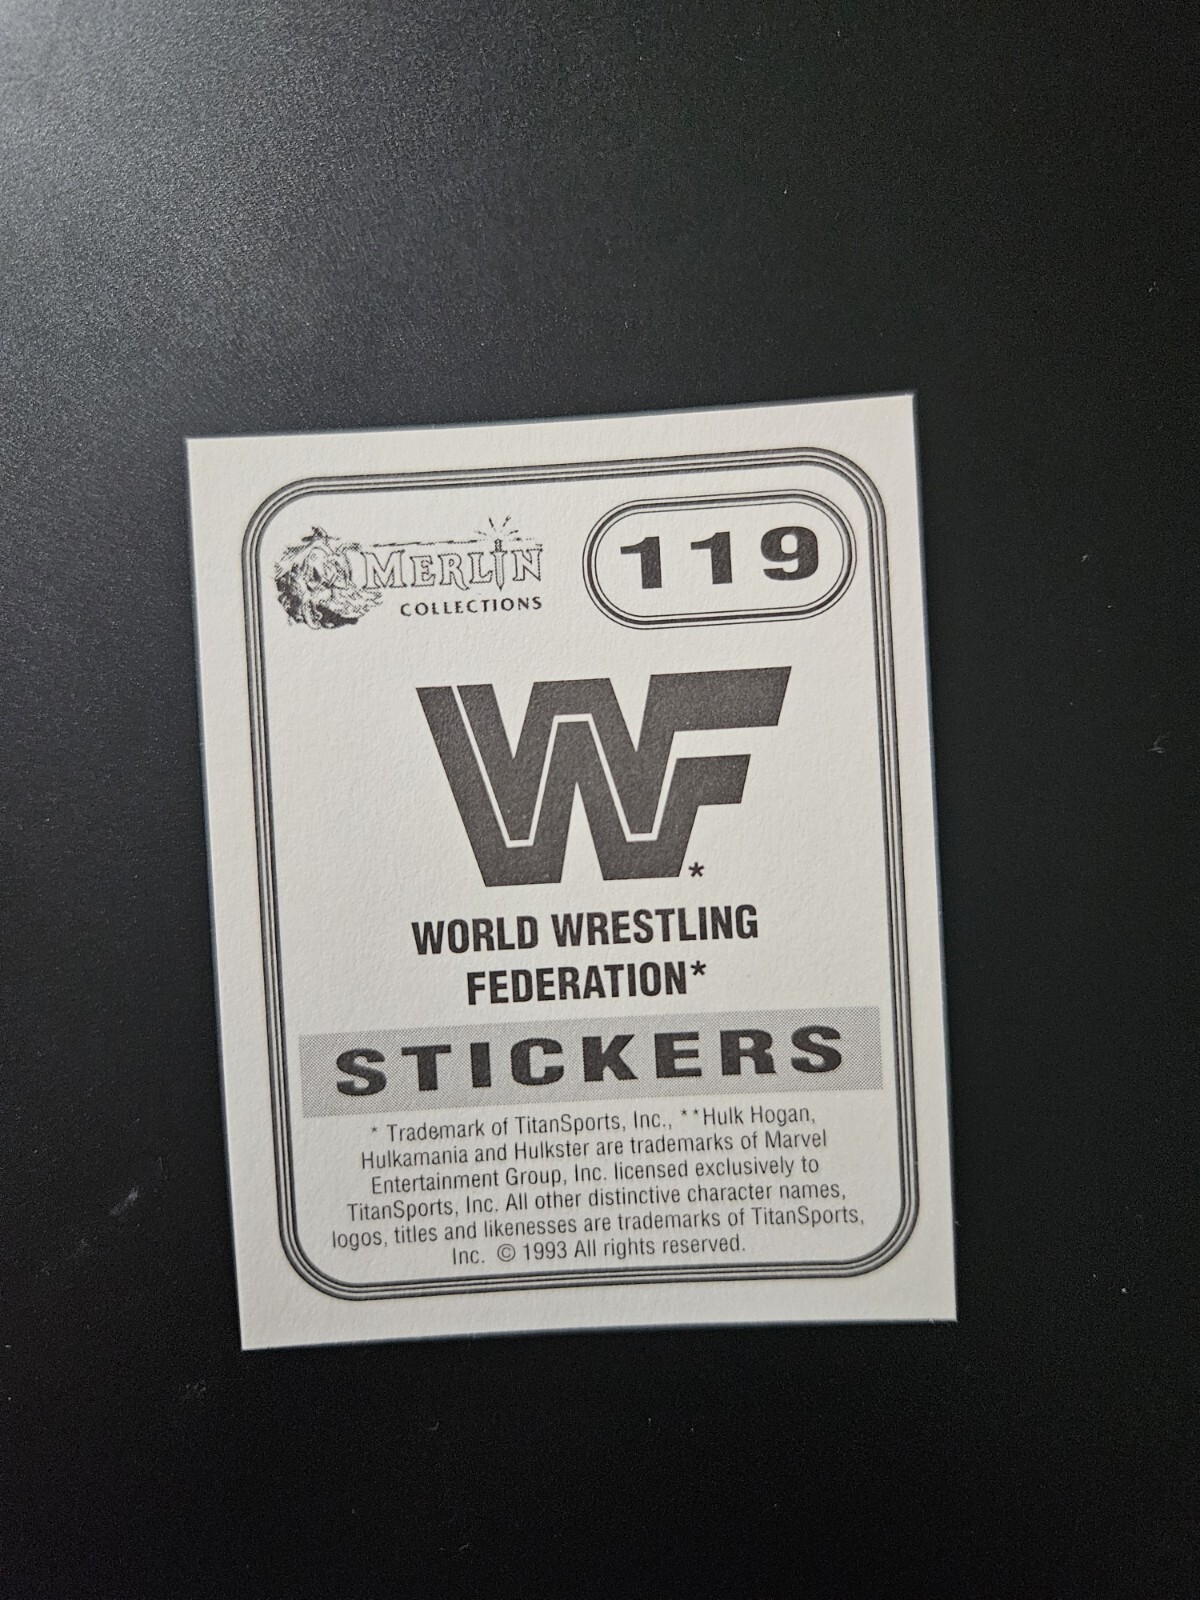 MERLIN
COLLECTIONS
119
WF
*
WORLD WRESTLING
FEDERATION*
STICKERS
* Trademark of TitanSports, Inc., **Hulk Hogan,
Hulkamania and Hulkster are trademarks of Marvel
Entertainment Group, Inc. licensed exclusively to
TitanSports, Inc. All other distinctive character names,
logos, titles and likenesses are trademarks of TitanSports,
Inc. © 1993 All rights reserved.